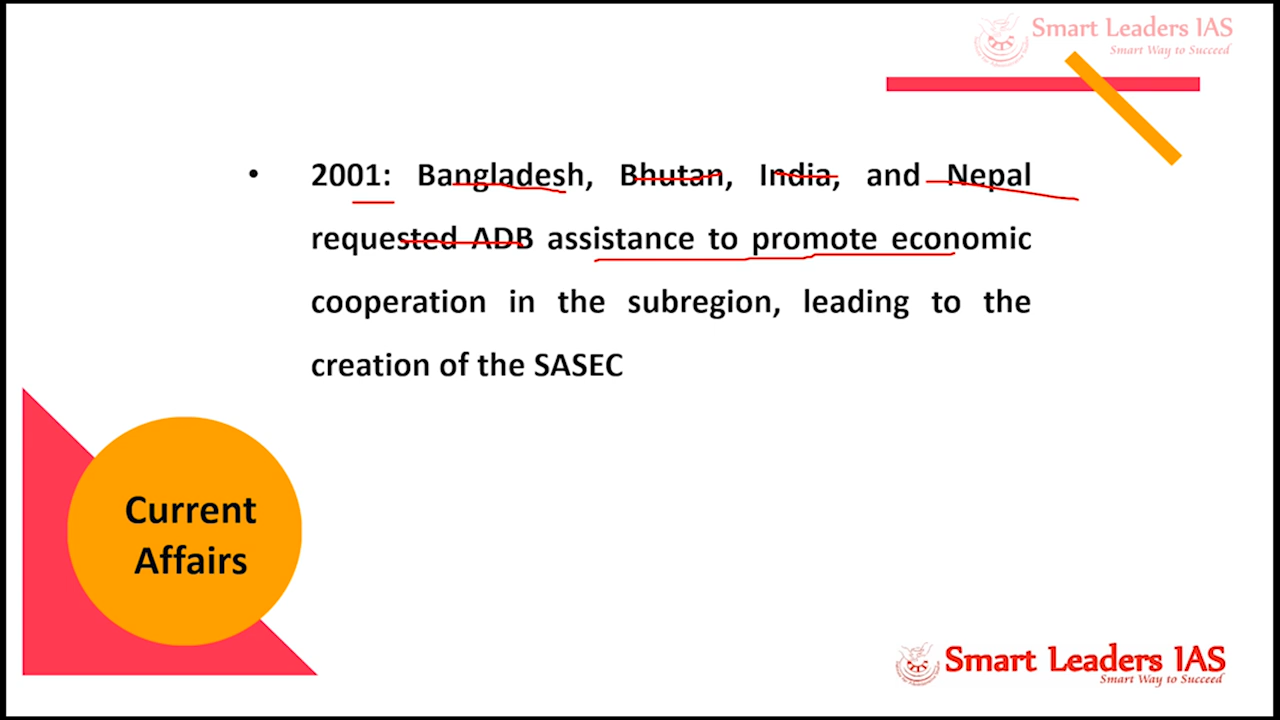 Smart Leaders IAS
Smart Way to Succeed
• 2001: Bangladesh, Bhutan, India, and Nepal
requested ADB assistance to promote economic
cooperation in the subregion, leading to the
creation of the SASEC
Current
Affairs
Smart Leaders IAS
Smart Way to Succeed